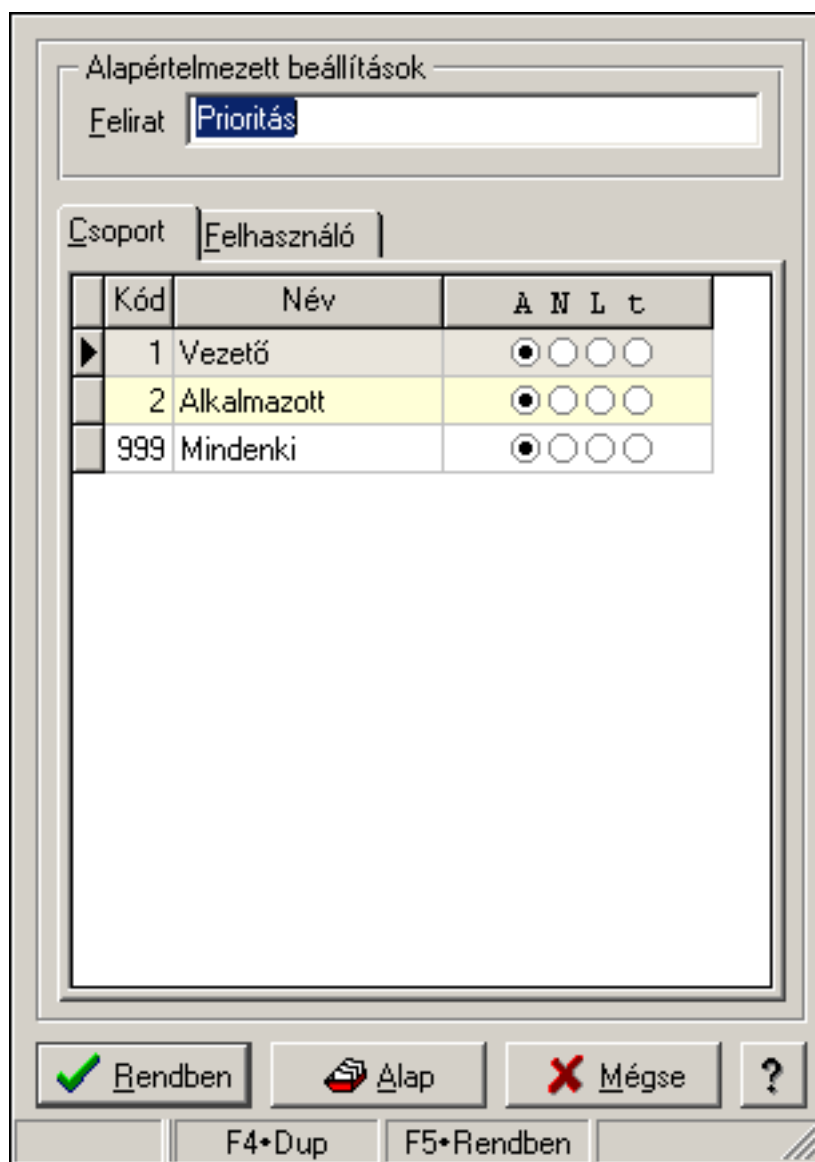 Alapértelmezett beállítások
Felirat Prioritás
Csoport Felhasználó
Kód Név A N L t
1 Vezető
2 Alkalmazott
999 Mindenki
Rendben Alap Mégse ?
F4•Dup F5•Rendben